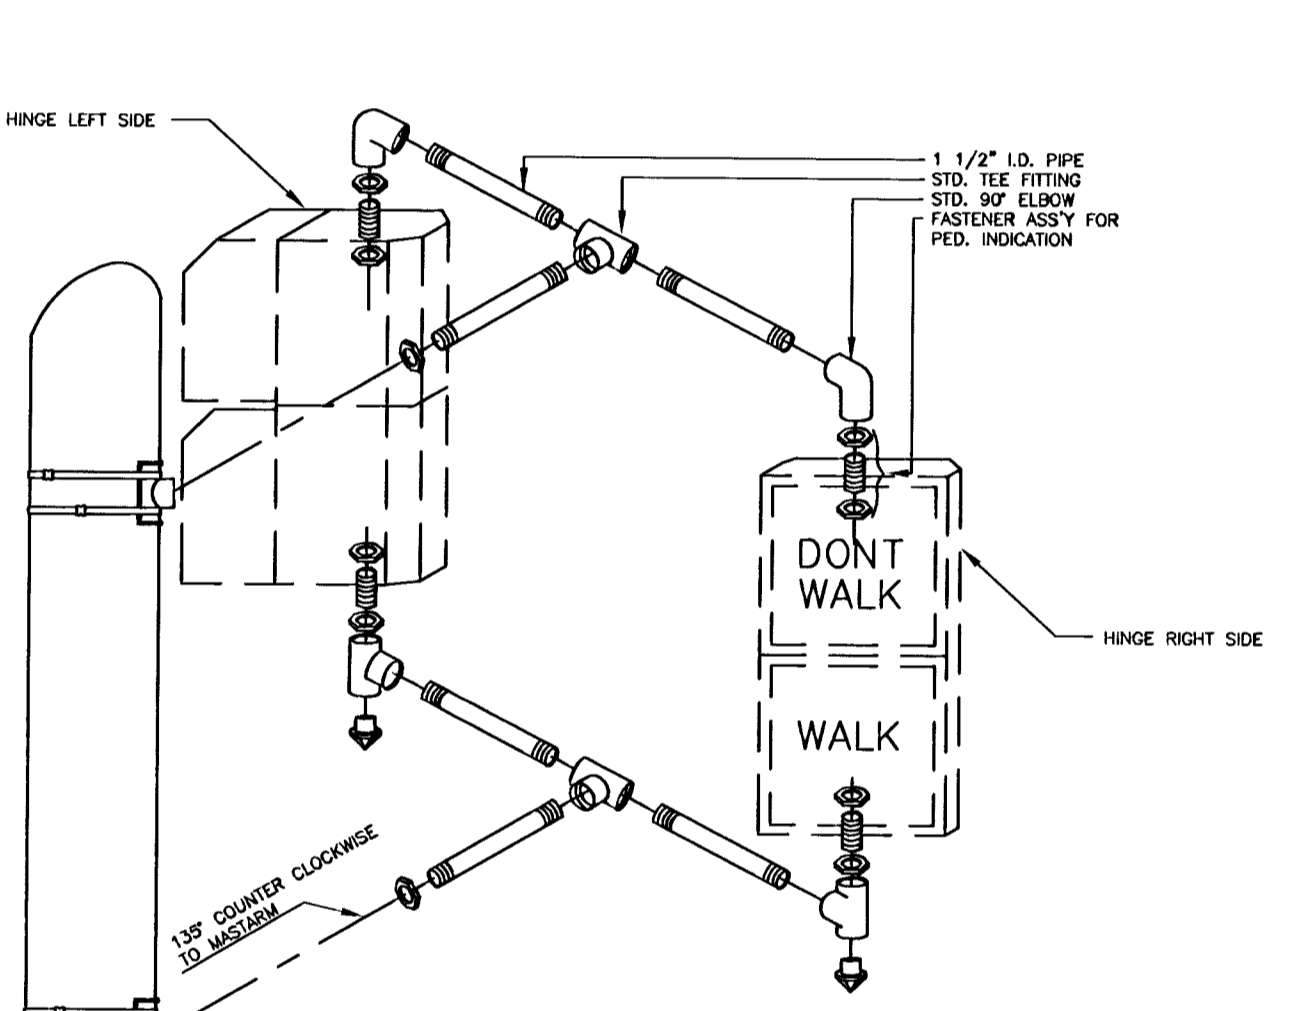 HINGE LEFT SIDE
1 1/2" I.D. PIPE
STD. TEE FITTING
STD. 90° ELBOW
FASTENER ASS'Y FOR
PED. INDICATION
DONT
WALK
HINGE RIGHT SIDE
WALK
135° COUNTER CLOCKWISE
TO MASTARM